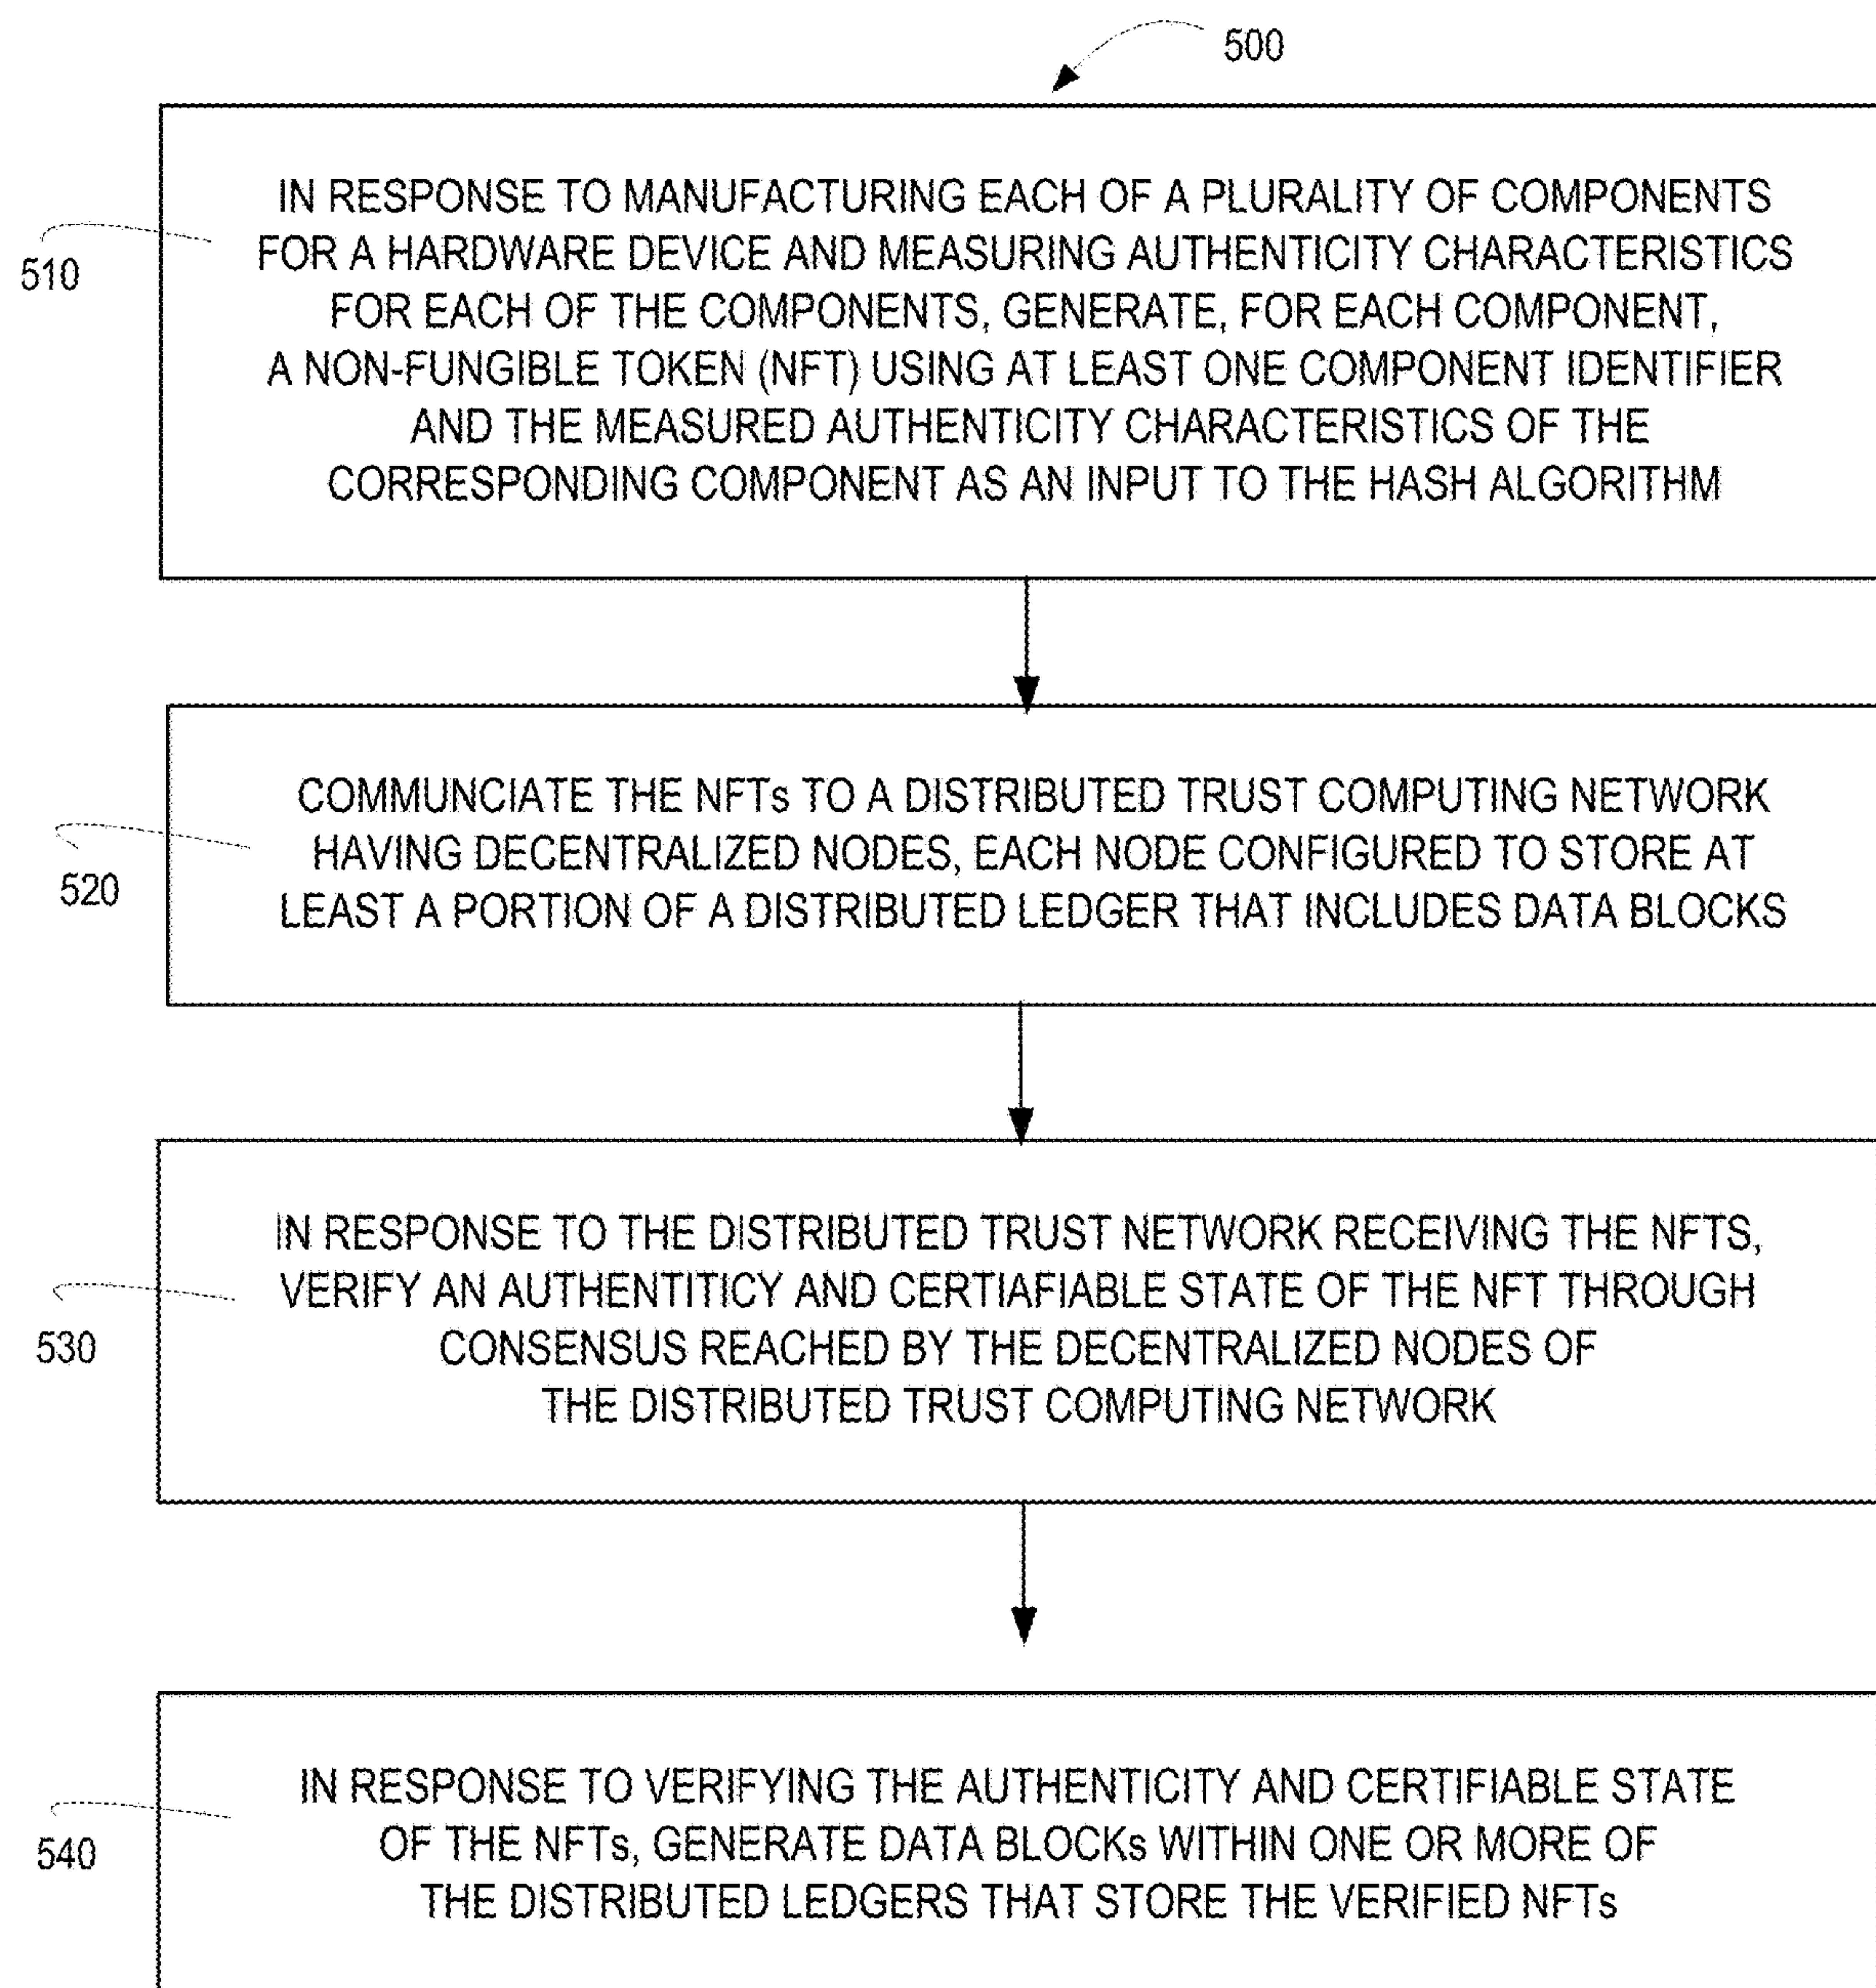 500
510
IN RESPONSE TO MANUFACTURING EACH OF A PLURALITY OF COMPONENTS
FOR A HARDWARE DEVICE AND MEASURING AUTHENTICITY CHARACTERISTICS
FOR EACH OF THE COMPONENTS, GENERATE, FOR EACH COMPONENT,
A NON-FUNGIBLE TOKEN (NFT) USING AT LEAST ONE COMPONENT IDENTIFIER
AND THE MEASURED AUTHENTICITY CHARACTERISTICS OF THE
CORRESPONDING COMPONENT AS AN INPUT TO THE HASH ALGORITHM
520
COMMUNCIATE THE NFTs TO A DISTRIBUTED TRUST COMPUTING NETWORK
HAVING DECENTRALIZED NODES, EACH NODE CONFIGURED TO STORE AT
LEAST A PORTION OF A DISTRIBUTED LEDGER THAT INCLUDES DATA BLOCKS
530
IN RESPONSE TO THE DISTRIBUTED TRUST NETWORK RECEIVING THE NFTS,
VERIFY AN AUTHENTITICY AND CERTIAFIABLE STATE OF THE NFT THROUGH
CONSENSUS REACHED BY THE DECENTRALIZED NODES OF
THE DISTRIBUTED TRUST COMPUTING NETWORK
540
IN RESPONSE TO VERIFYING THE AUTHENTICITY AND CERTIFIABLE STATE
OF THE NFTs, GENERATE DATA BLOCKs WITHIN ONE OR MORE OF
THE DISTRIBUTED LEDGERS THAT STORE THE VERIFIED NFTs